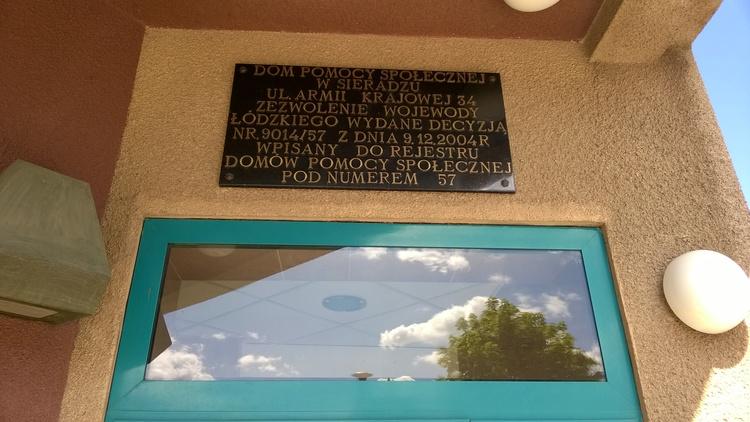 DOM POMOCY SPOŁECZNEJ
W SIERADZU
UL. ARMII KRAJOWEJ 34
ZEZWOLENIE WOJEWODY
ŁÓDZKIEGO WYDANE DECYZJĄ
NR. 9014/57 Z DNIA 9.12.2004R
WPISANY DO REJESTRU
DOMÓW POMOCY SPOŁECZNEJ
POD NUMEREM 57